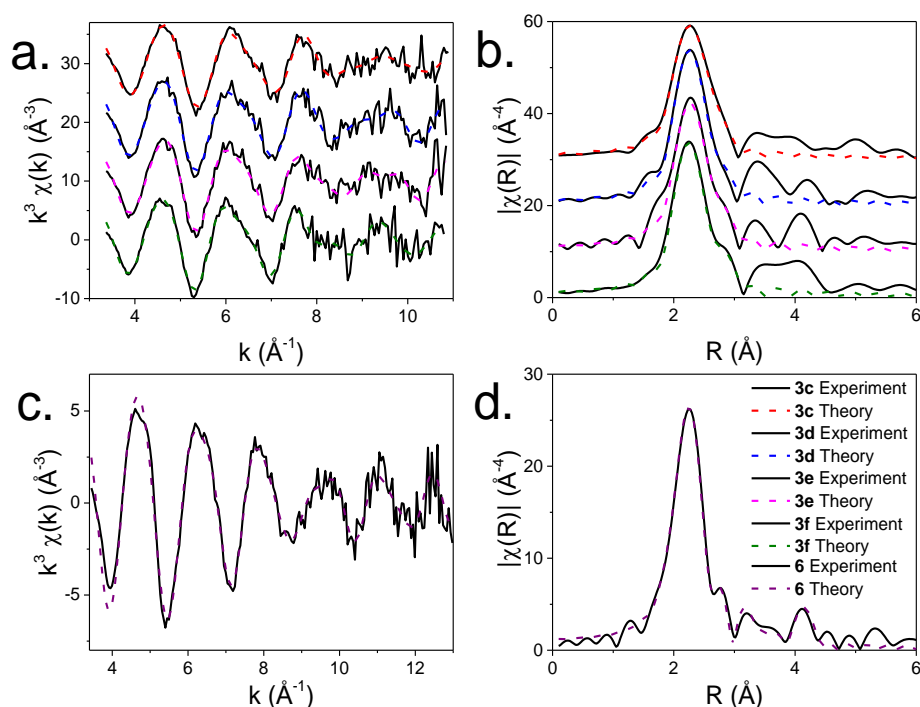 a.
k³ χ(k) (Å⁻³)
30
20
10
0
-10
4
6
8
10
k (Å⁻¹)
b.
|χ(R)| (Å⁻⁴)
60
40
20
0
0
2
4
6
R (Å)
c.
k³ χ(k) (Å⁻³)
5
0
-5
4
6
8
10
12
k (Å⁻¹)
d.
|χ(R)| (Å⁻⁴)
30
20
10
0
0
2
4
6
R (Å)
3c Experiment
3c Theory
3d Experiment
3d Theory
3e Experiment
3e Theory
3f Experiment
3f Theory
6 Experiment
6 Theory